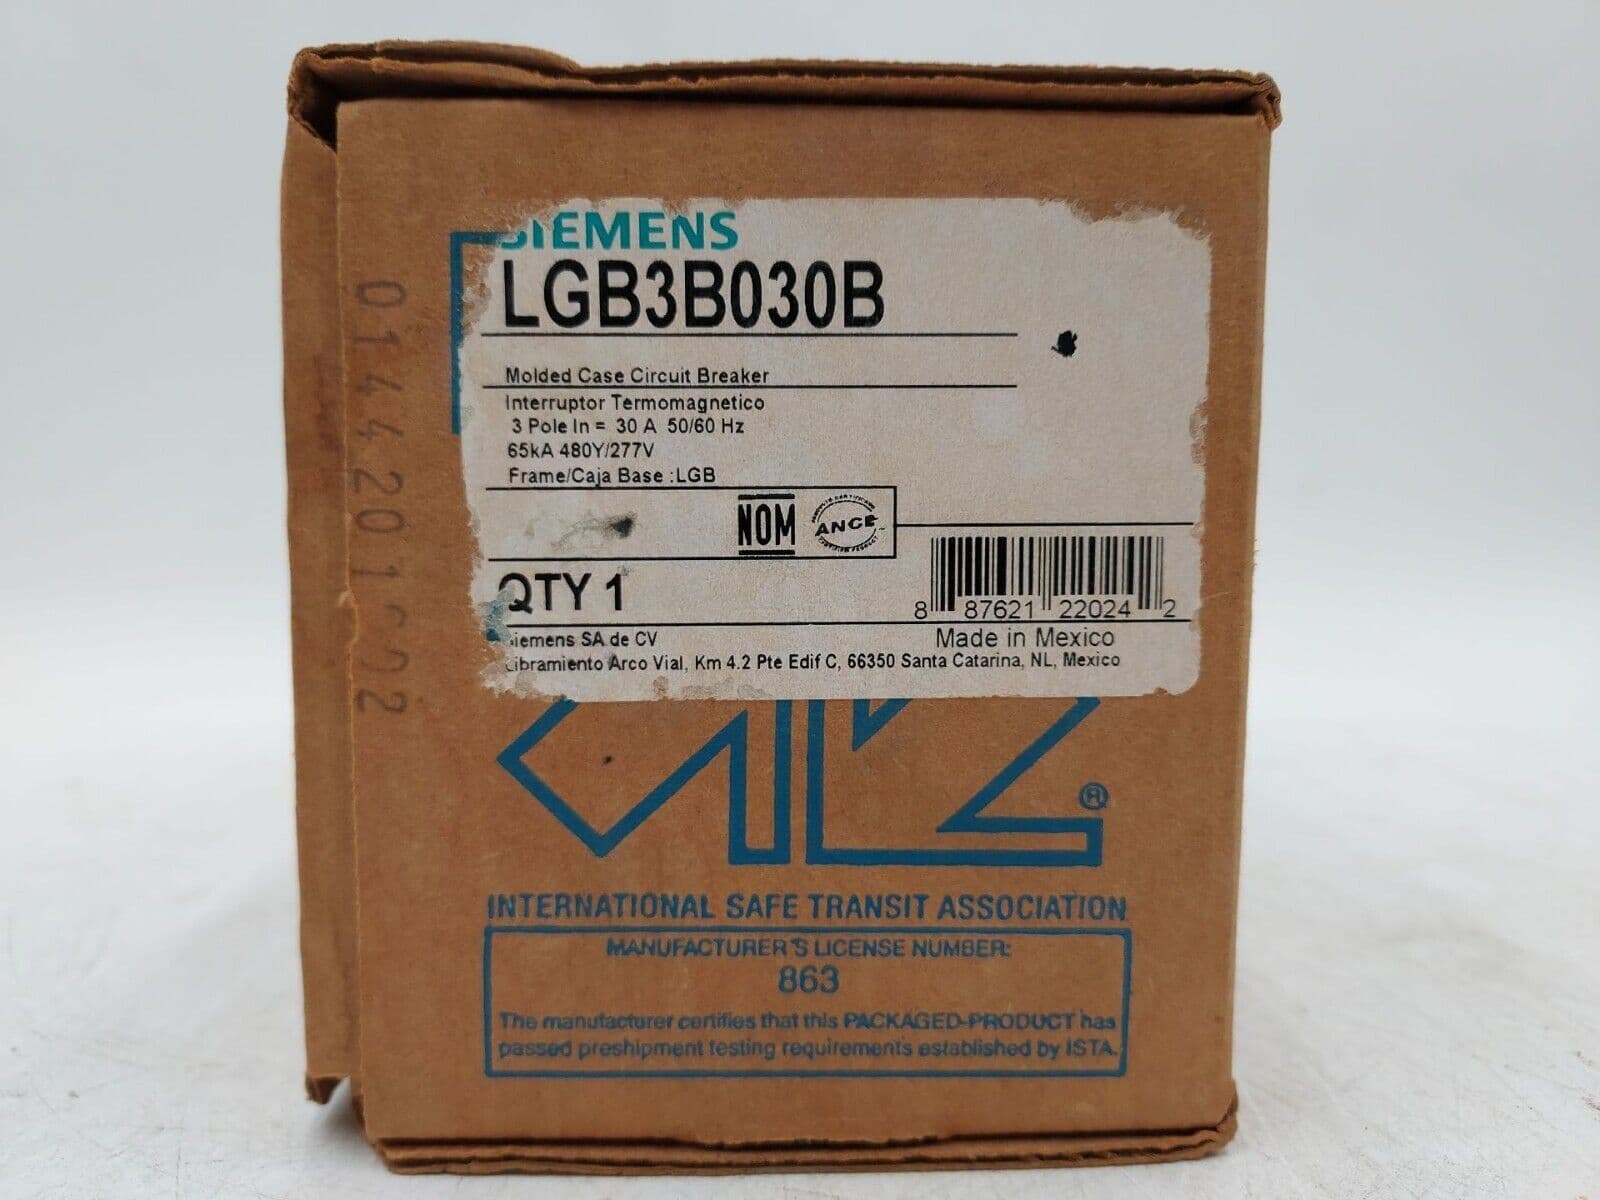 SIEMENS
LGB3B030B
Molded Case Circuit Breaker
Interruptor Termomagnetico
3 Pole In = 30 A 50/60 Hz
65kA 480Y/277V
Frame/Caja Base :LGB
NOM
ANCE
QTY 1
8 87621 22024 2
Siemens SA de CV
Made in Mexico
Libramiento Arco Vial, Km 4.2 Pte Edif C, 66350 Santa Catarina, NL, Mexico
®
INTERNATIONAL SAFE TRANSIT ASSOCIATION
MANUFACTURER'S LICENSE NUMBER:
863
The manufacturer certifies that this PACKAGED-PRODUCT has
passed preshipment testing requirements established by ISTA.